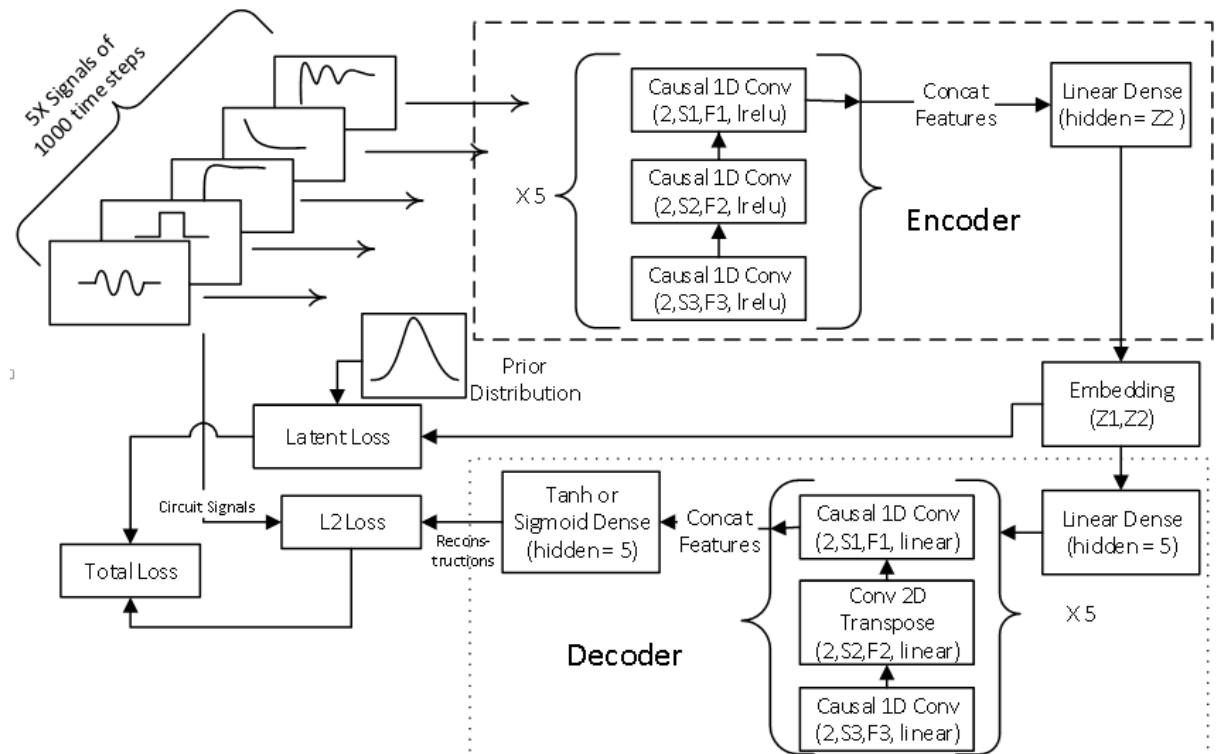 5X Signals of
1000 time steps
X 5
Causal 1D Conv
(2,S1,F1, lrelu)
Causal 1D Conv
(2,S2,F2, lrelu)
Causal 1D Conv
(2,S3,F3, lrelu)
Concat
Features
Linear Dense
(hidden = Z2 )
Encoder
Prior
Distribution
Embedding
(Z1,Z2)
Latent Loss
Circuit Signals
L2 Loss
Recons-
tructions
Tanh or
Sigmoid Dense
(hidden = 5)
Concat
Features
Causal 1D Conv
(2,S1,F1, linear)
Conv 2D
Transpose
(2,S2,F2, linear)
Causal 1D Conv
(2,S3,F3, linear)
Linear Dense
(hidden = 5)
X 5
Total Loss
Decoder